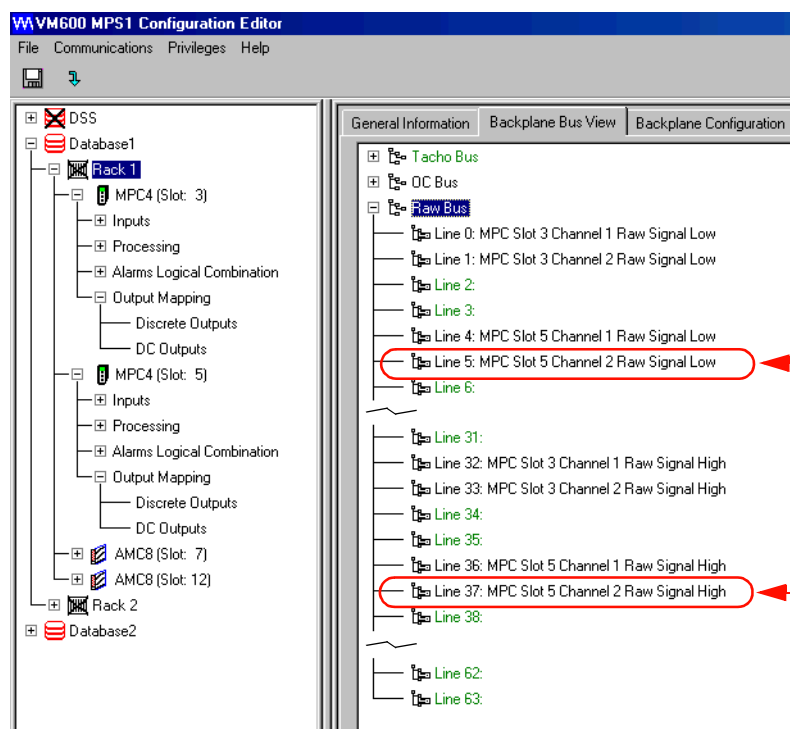 VM600 MPS1 Configuration Editor
File Communications Privileges Help
DSS
Database1
Rack 1
MPC4 (Slot: 3)
Inputs
Processing
Alarms Logical Combination
Output Mapping
Discrete Outputs
DC Outputs
MPC4 (Slot: 5)
Inputs
Processing
Alarms Logical Combination
Output Mapping
Discrete Outputs
DC Outputs
AMC8 (Slot: 7)
AMC8 (Slot: 12)
Rack 2
Database2
General Information Backplane Bus View Backplane Configuration
Tacho Bus
OC Bus
Raw Bus
Line 0: MPC Slot 3 Channel 1 Raw Signal Low
Line 1: MPC Slot 3 Channel 2 Raw Signal Low
Line 2:
Line 3:
Line 4: MPC Slot 5 Channel 1 Raw Signal Low
Line 5: MPC Slot 5 Channel 2 Raw Signal Low
Line 6:
Line 31:
Line 32: MPC Slot 3 Channel 1 Raw Signal High
Line 33: MPC Slot 3 Channel 2 Raw Signal High
Line 34:
Line 35:
Line 36: MPC Slot 5 Channel 1 Raw Signal High
Line 37: MPC Slot 5 Channel 2 Raw Signal High
Line 38:
Line 62:
Line 63: